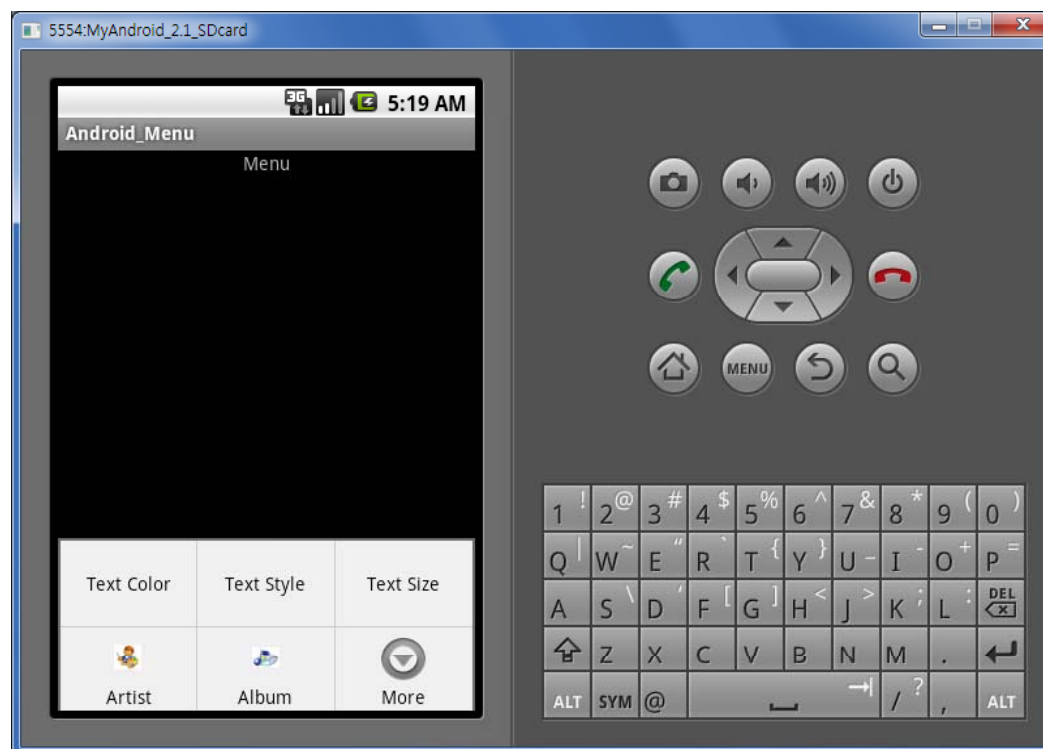 5554:MyAndroid_2.1_SDcard
3G 5:19 AM
Android_Menu
Menu
Text Color Text Style Text Size
Artist Album More
MENU
1 ! 2 @ 3 # 4 $ 5 % 6 ^ 7 & 8 * 9 ( 0 )
Q | W ~ E " R ` T { Y } U _ I - O + P =
A S \ D ' F [ G ] H < J > K ; L : DEL
Z X C V B N M .
ALT SYM @ / ? , ALT